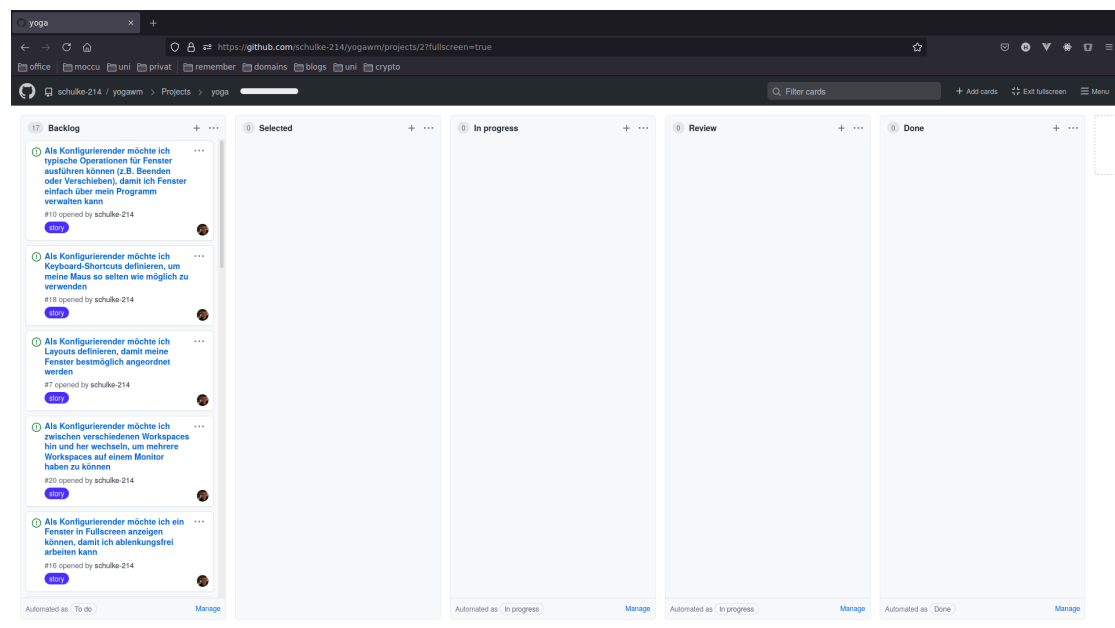 yoga × +
https://github.com/schulke-214/yogawm/projects/2?fullscreen=true
office moccu uni privat remember domains blogs uni crypto
schulke-214 / yogawm > Projects > yoga
Filter cards
+ Add cards Exit fullscreen Menu
17 Backlog + ...
Als Konfigurierender möchte ich ...
typische Operationen für Fenster
ausführen können (z.B. Beenden
oder Verschieben), damit ich Fenster
einfach über mein Programm
verwalten kann
#10 opened by schulke-214
story
Als Konfigurierender möchte ich ...
Keyboard-Shortcuts definieren, um
meine Maus so selten wie möglich zu
verwenden
#18 opened by schulke-214
story
Als Konfigurierender möchte ich ...
Layouts definieren, damit meine
Fenster bestmöglich angeordnet
werden
#7 opened by schulke-214
story
Als Konfigurierender möchte ich ...
zwischen verschiedenen Workspaces
hin und her wechseln, um mehrere
Workspaces auf einem Monitor
haben zu können
#20 opened by schulke-214
story
Als Konfigurierender möchte ich ein ...
Fenster in Fullscreen anzeigen
können, damit ich ablenkungsfrei
arbeiten kann
#16 opened by schulke-214
story
Automated as To do Manage
0 Selected + ...
0 In progress + ...
Automated as In progress Manage
0 Review + ...
Automated as In progress Manage
0 Done + ...
Automated as Done Manage